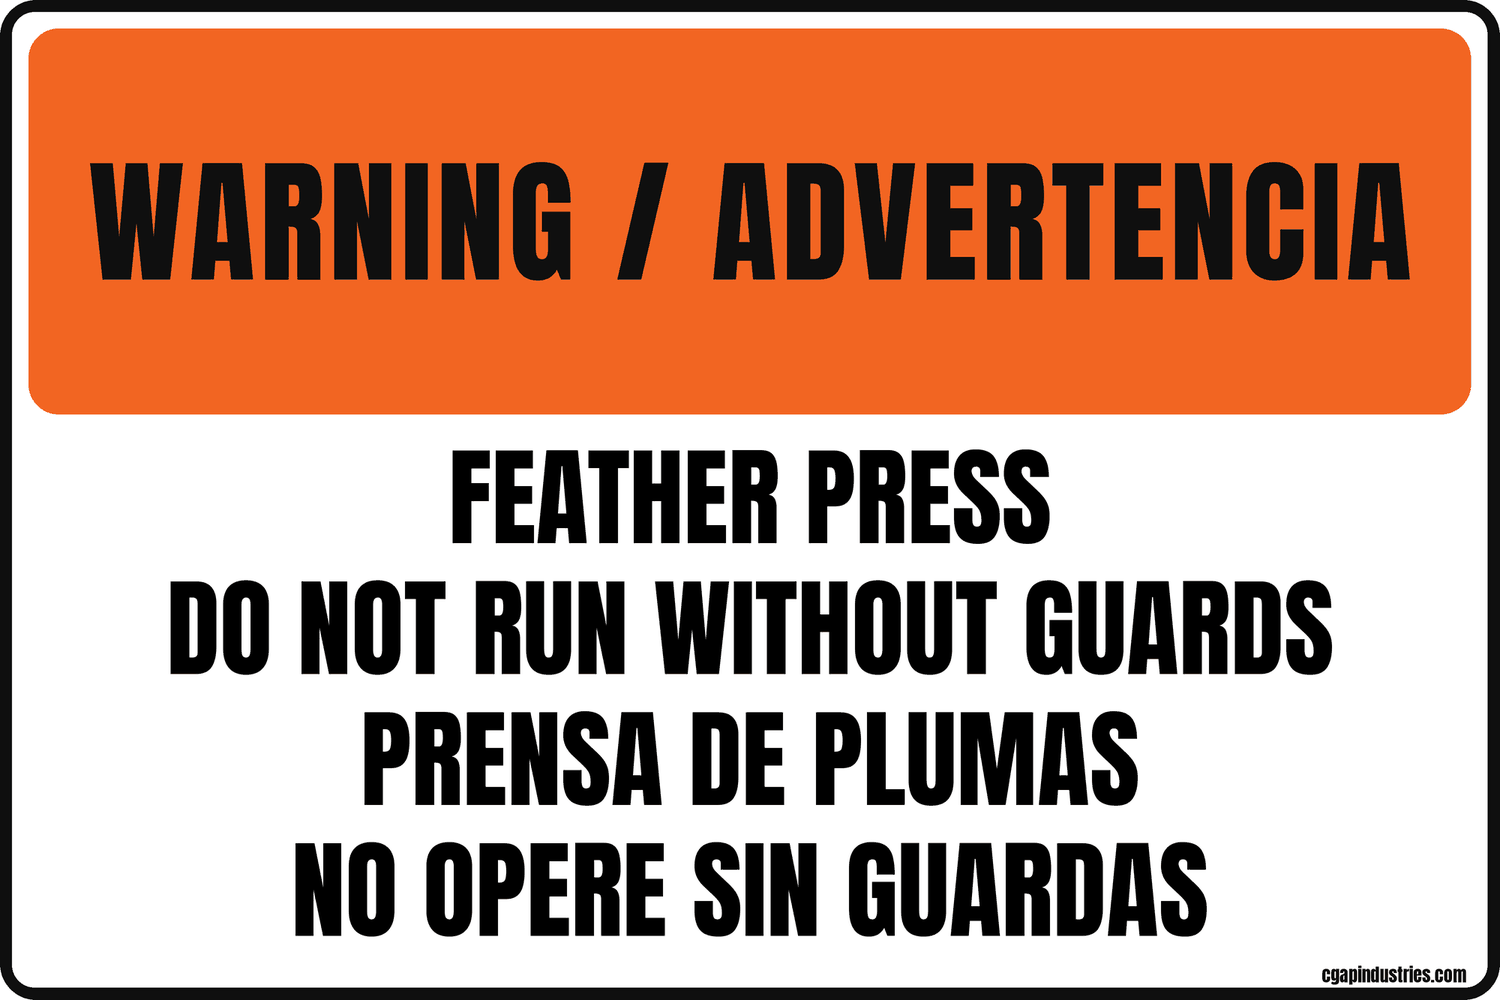 WARNING / ADVERTENCIA
FEATHER PRESS
DO NOT RUN WITHOUT GUARDS
PRENSA DE PLUMAS
NO OPERE SIN GUARDAS
cgapindustries.com